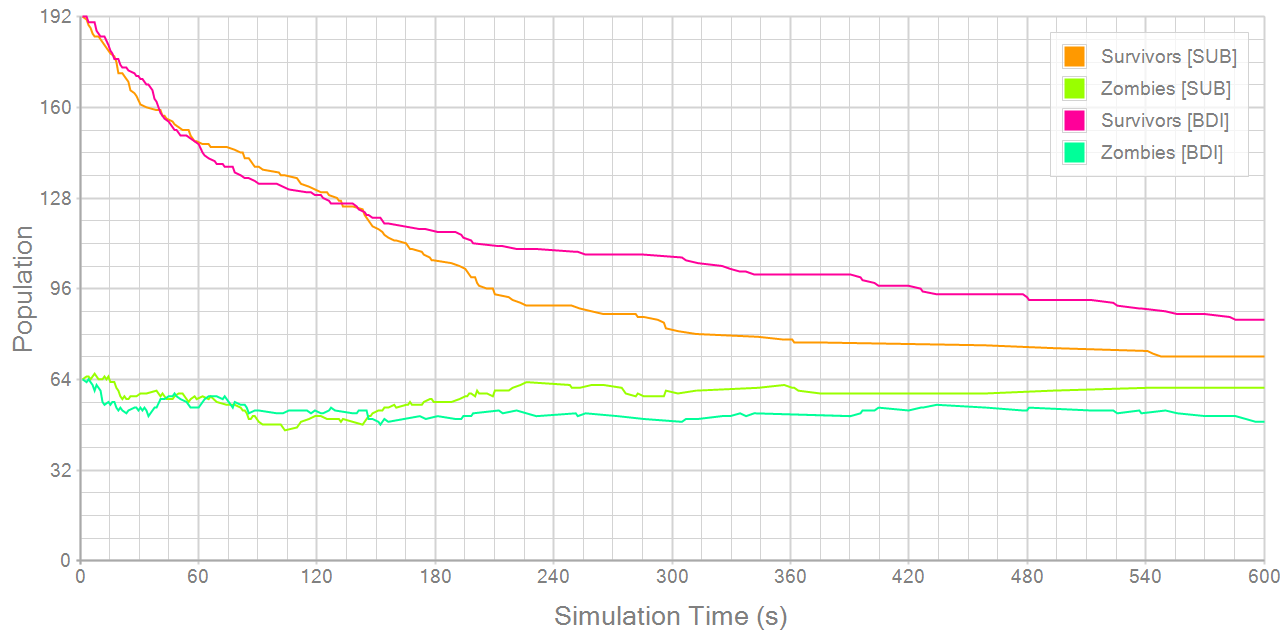 192
160
128
96
64
32
0
Population
Survivors [SUB]
Zombies [SUB]
Survivors [BDI]
Zombies [BDI]
0 60 120 180 240 300 360 420 480 540 600
Simulation Time (s)